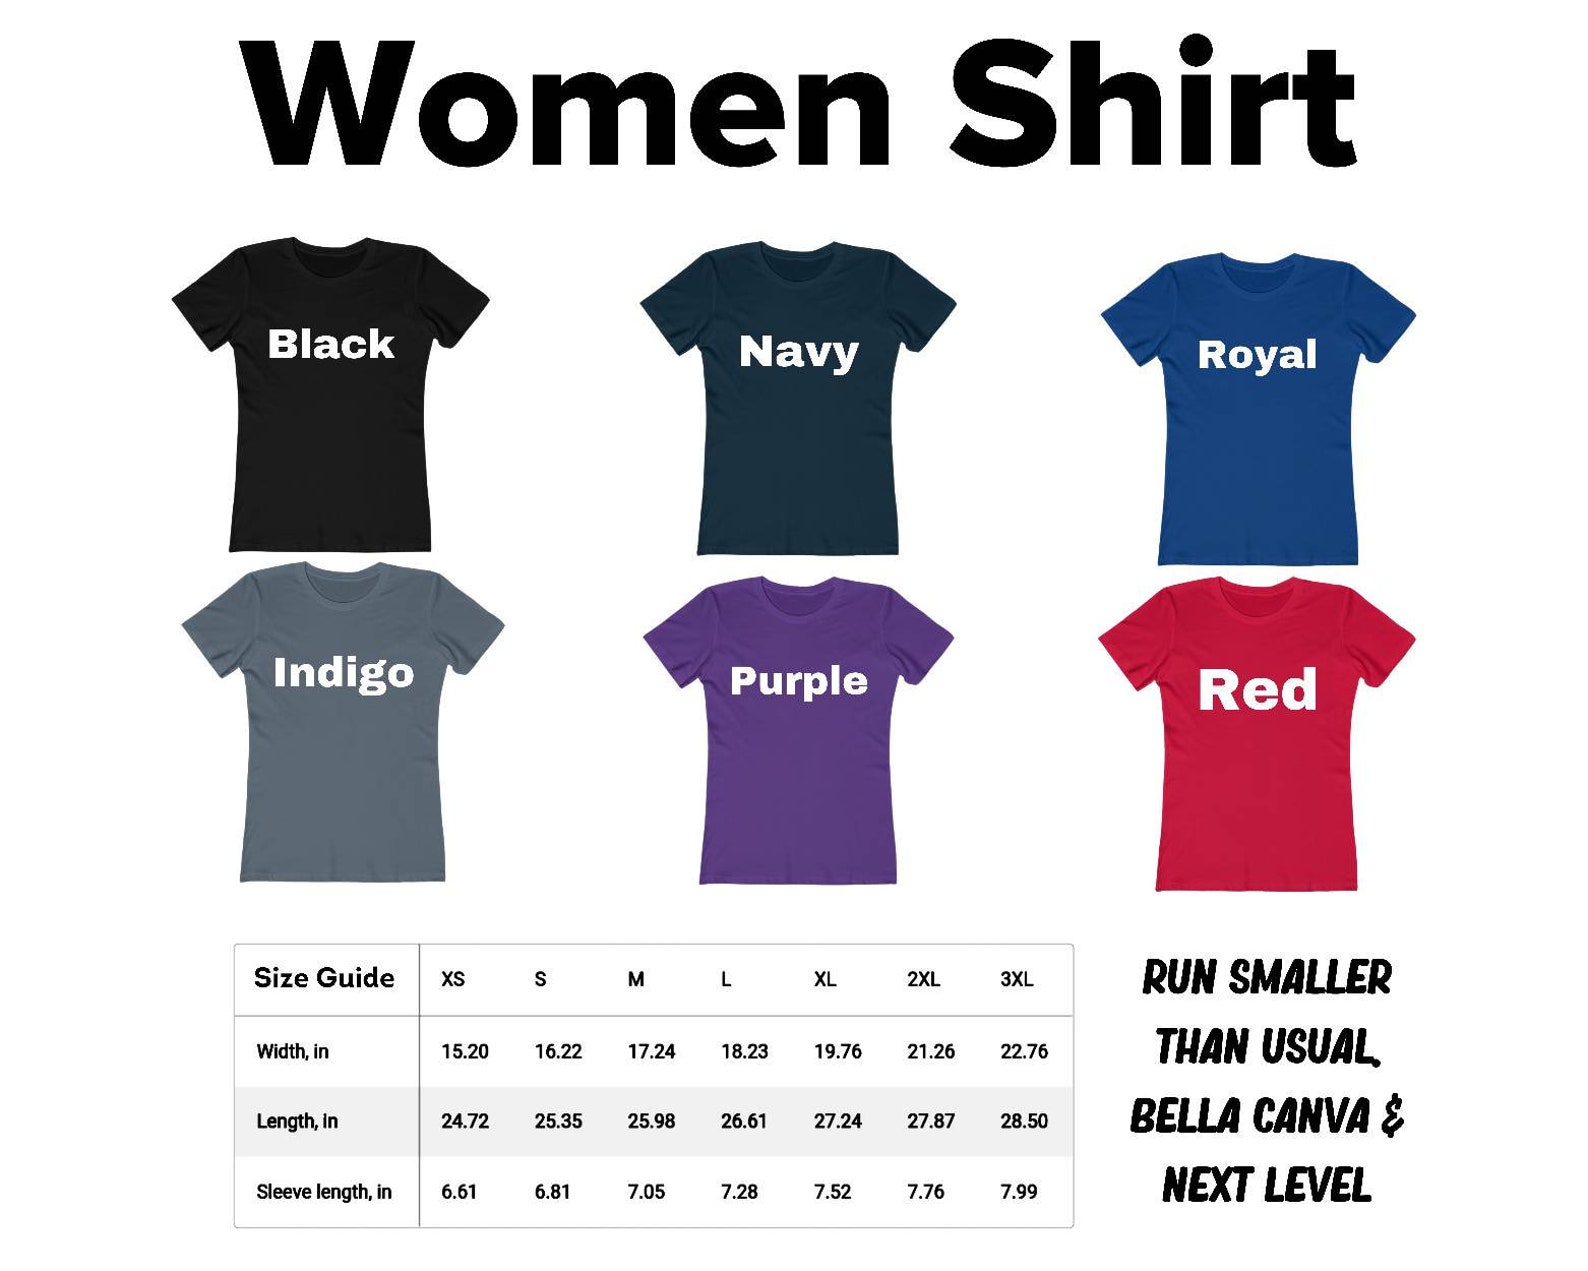 Women Shirt
Black
Navy
Royal
Indigo
Purple
Red
Size Guide XS S M L XL 2XL 3XL
Width, in 15.20 16.22 17.24 18.23 19.76 21.26 22.76
Length, in 24.72 25.35 25.98 26.61 27.24 27.87 28.50
Sleeve length, in 6.61 6.81 7.05 7.28 7.52 7.76 7.99
RUN SMALLER
THAN USUAL.
BELLA CANVA &
NEXT LEVEL